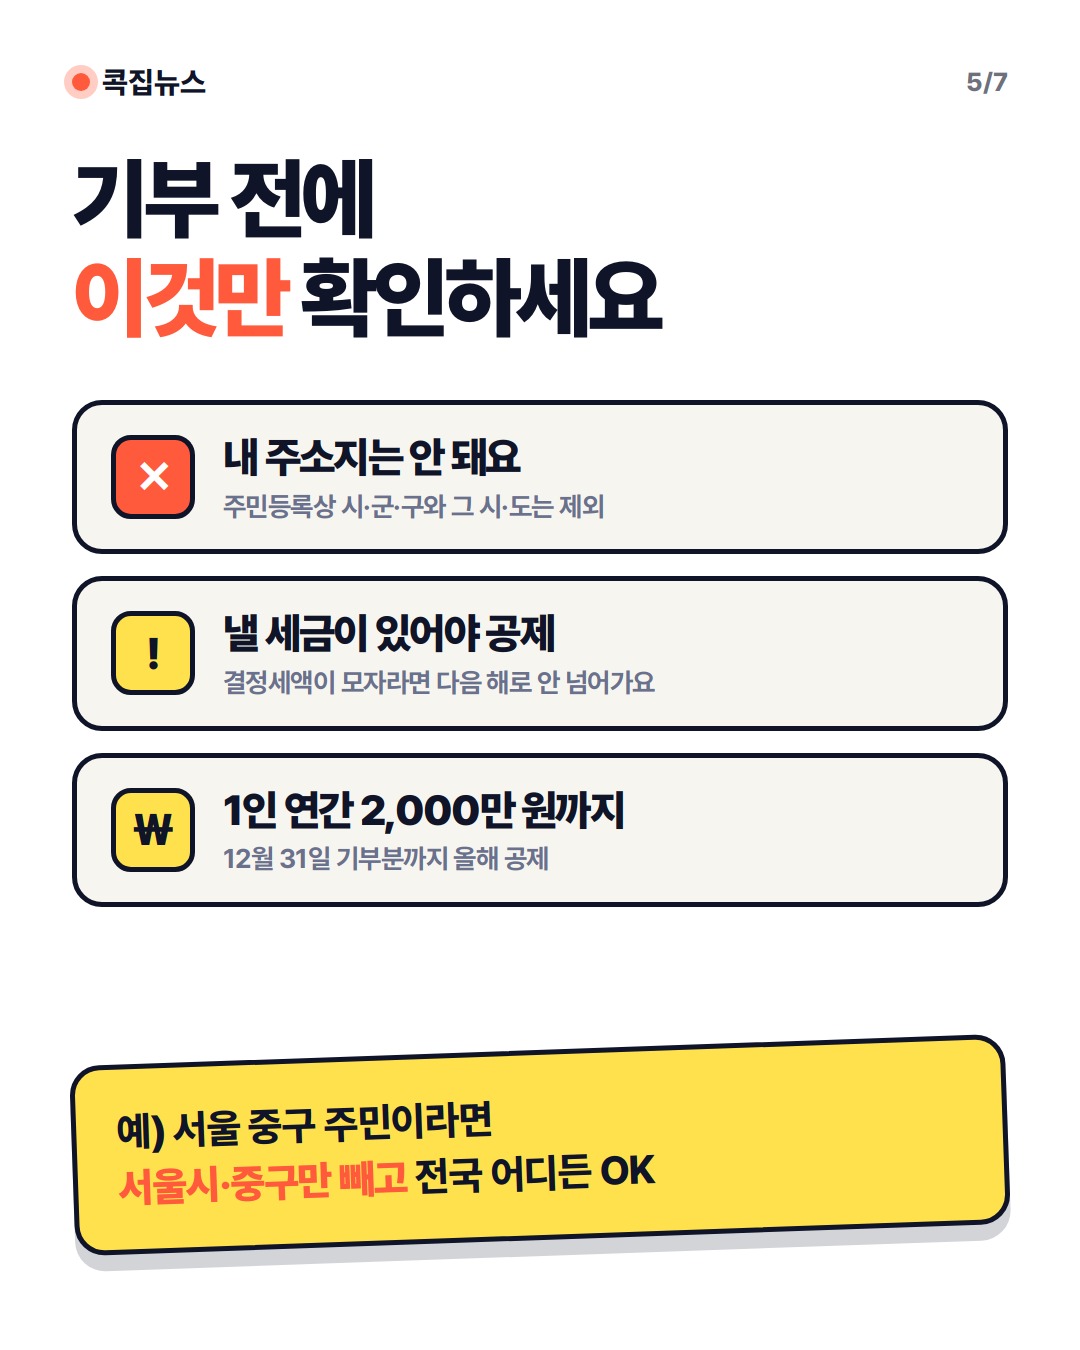 콕집뉴스
5/7
기부 전에
이것만 확인하세요
✕
내 주소지는 안 돼요
주민등록상 시·군·구와 그 시·도는 제외
!
낼 세금이 있어야 공제
결정세액이 모자라면 다음 해로 안 넘어가요
₩
1인 연간 2,000만 원까지
12월 31일 기부분까지 올해 공제
예) 서울 중구 주민이라면
서울시·중구만 빼고 전국 어디든 OK